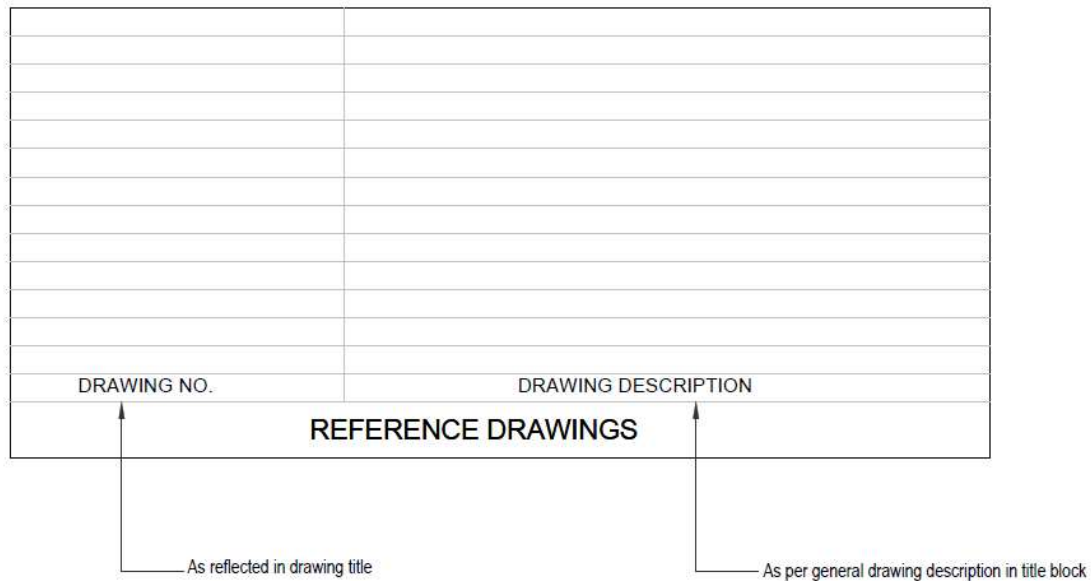 DRAWING NO. DRAWING DESCRIPTION
REFERENCE DRAWINGS
As reflected in drawing title
As per general drawing description in title block